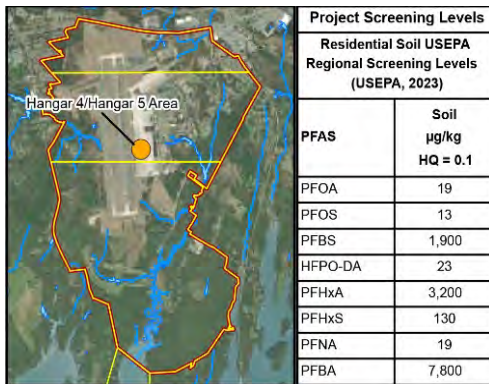 Hangar 4/Hangar 5 Area
Project Screening Levels
Residential Soil USEPA
Regional Screening Levels
(USEPA, 2023)
PFAS
Soil
µg/kg
HQ = 0.1
PFOA 19
PFOS 13
PFBS 1,900
HFPO-DA 23
PFHxA 3,200
PFHxS 130
PFNA 19
PFBA 7,800